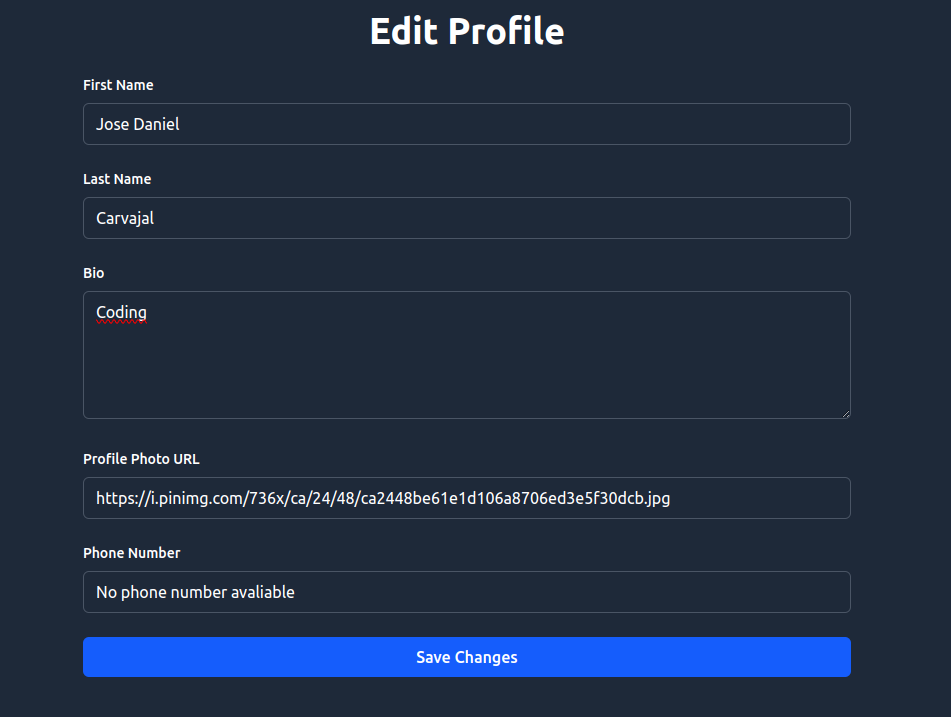 Edit Profile
First Name
Jose Daniel
Last Name
Carvajal
Bio
Coding
Profile Photo URL
https://i.pinimg.com/736x/ca/24/48/ca2448be61e1d106a8706ed3e5f30dcb.jpg
Phone Number
No phone number avaliable
Save Changes